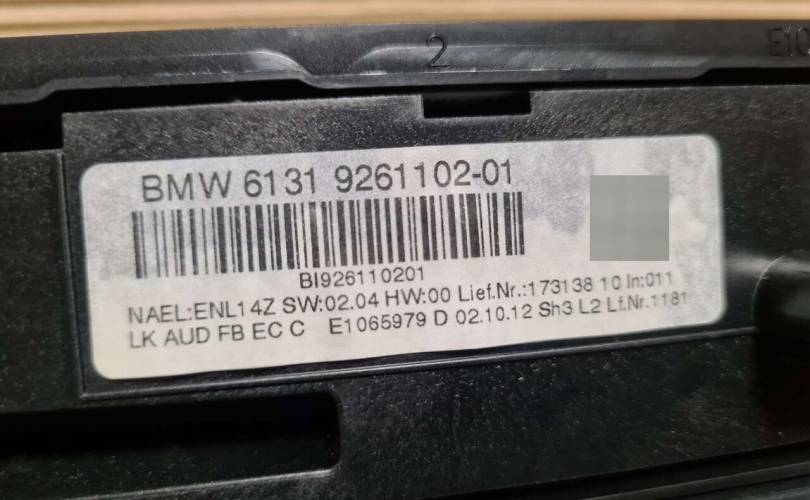 2
E10
BMW 6131 9261102-01
BI926110201
NAEL:ENL14Z SW:02.04 HW:00 Lief.Nr.:173138 10 In:011
LK AUD FB EC C E1065979 D 02.10.12 Sh3 L2 Lf.Nr.1181